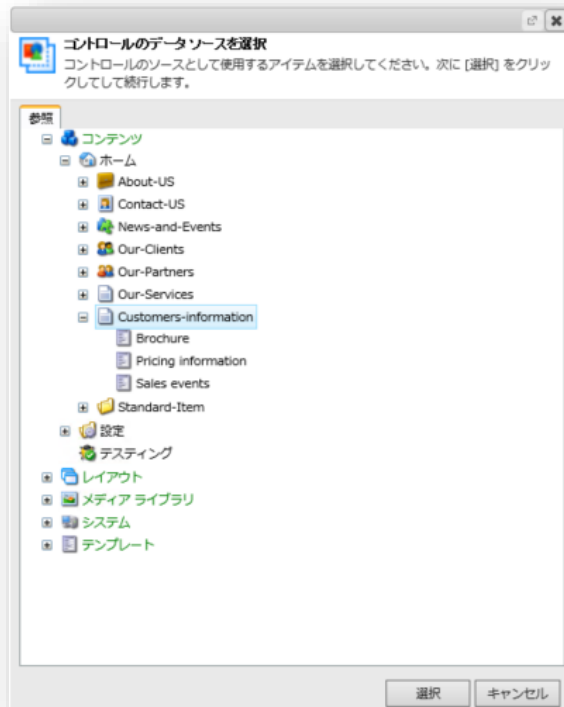 コントロールのデータソースを選択
コントロールのソースとして使用するアイテムを選択してください。次に [選択] をクリッ
クしてして続行します。
参照
コンテンツ
ホーム
About-US
Contact-US
News-and-Events
Our-Clients
Our-Partners
Our-Services
Customers-information
Brochure
Pricing information
Sales events
Standard-Item
設定
テスティング
レイアウト
メディア ライブラリ
システム
テンプレート
選択 キャンセル